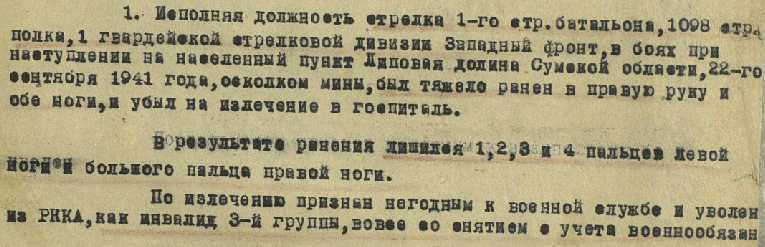 1. Исполняя должность стрелка 1-го стр.батальона,1098 стр.
полка,1 гвардейской стрелковой дивизии Западный фронт,в боях при
наступлении на населенный пункт Липовая долина Сумской области,22-го
сентября 1941 года,осколком мины,был тяжело ранен в правую руку и
обе ноги,и убыл на излечение в госпиталь.
В результате ранения лишился 1,2,3 и 4 пальцев левой
ноги и большого пальца правой ноги.
По излечению признан негодным к военной службе и уволен
из РККА,как инвалид 3-й группы,вовсе со снятием с учета военнообязан